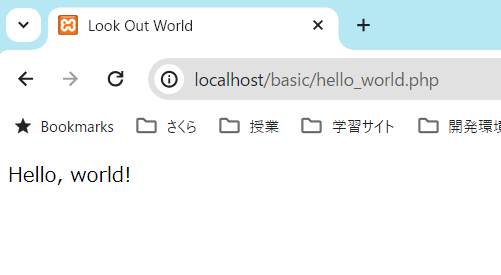 Look Out World
localhost/basic/hello_world.php
Bookmarks さくら 授業 学習サイト 開発環境
Hello, world!